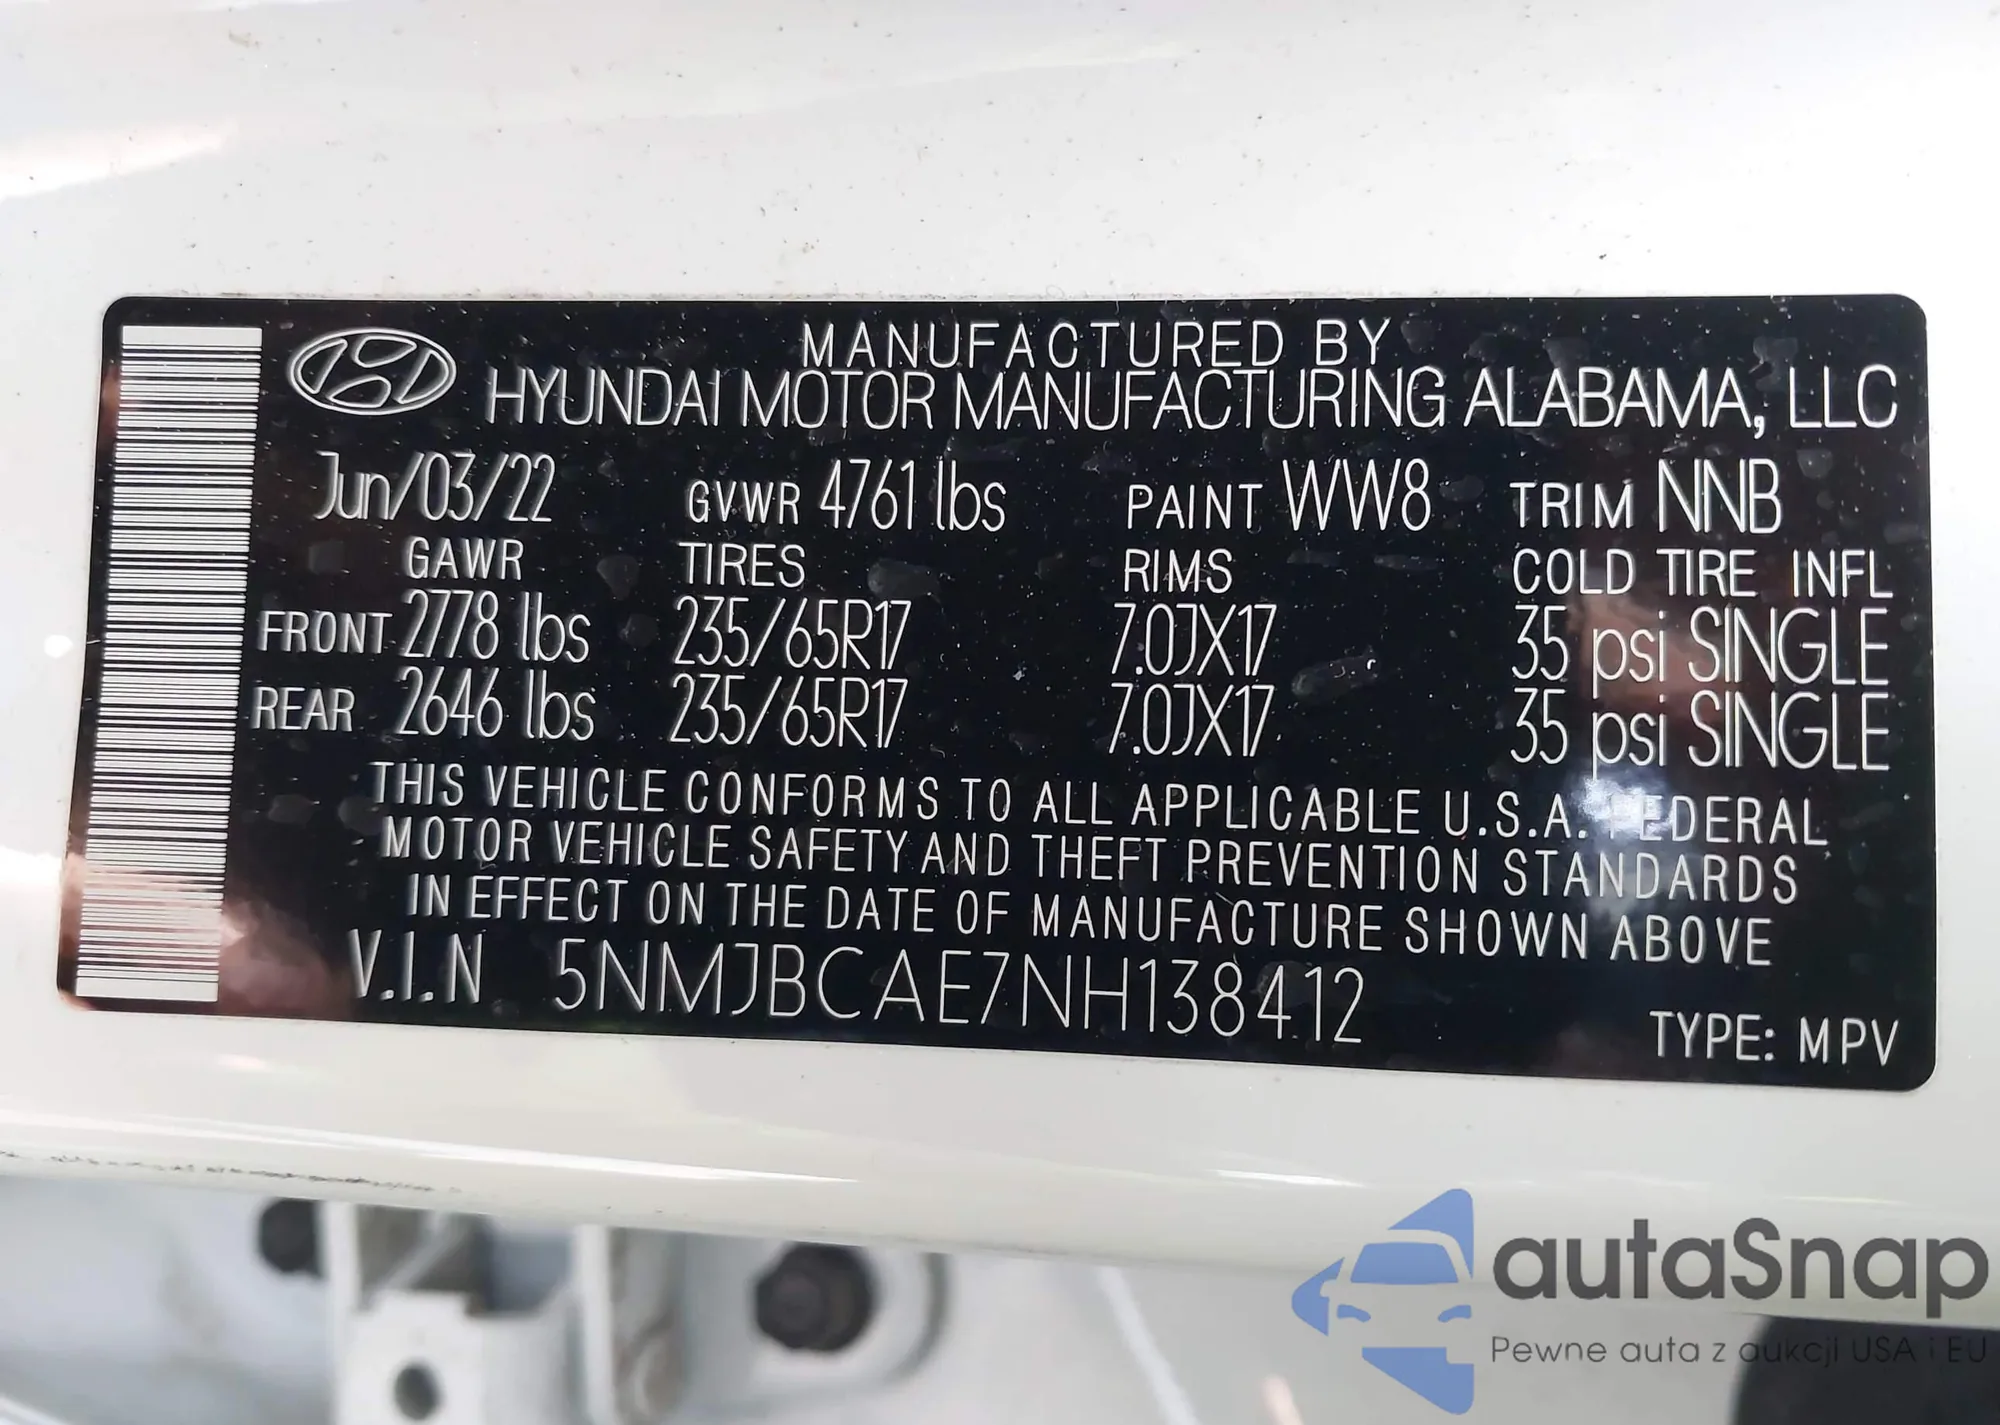 MANUFACTURED BY
HYUNDAI MOTOR MANUFACTURING ALABAMA, LLC
Jun/03/22 GVWR 4761 lbs PAINT WW8 TRIM NNB
GAWR TIRES RIMS COLD TIRE INFL
FRONT 2778 lbs 235/65R17 7.0JX17 35 psi SINGLE
REAR 2646 lbs 235/65R17 7.0JX17 35 psi SINGLE
THIS VEHICLE CONFORMS TO ALL APPLICABLE U.S.A. FEDERAL
MOTOR VEHICLE SAFETY AND THEFT PREVENTION STANDARDS
IN EFFECT ON THE DATE OF MANUFACTURE SHOWN ABOVE
V.I.N 5NMJBCAE7NH138412
TYPE: MPV
autaSnap
Pewne auta z aukcji USA i EU